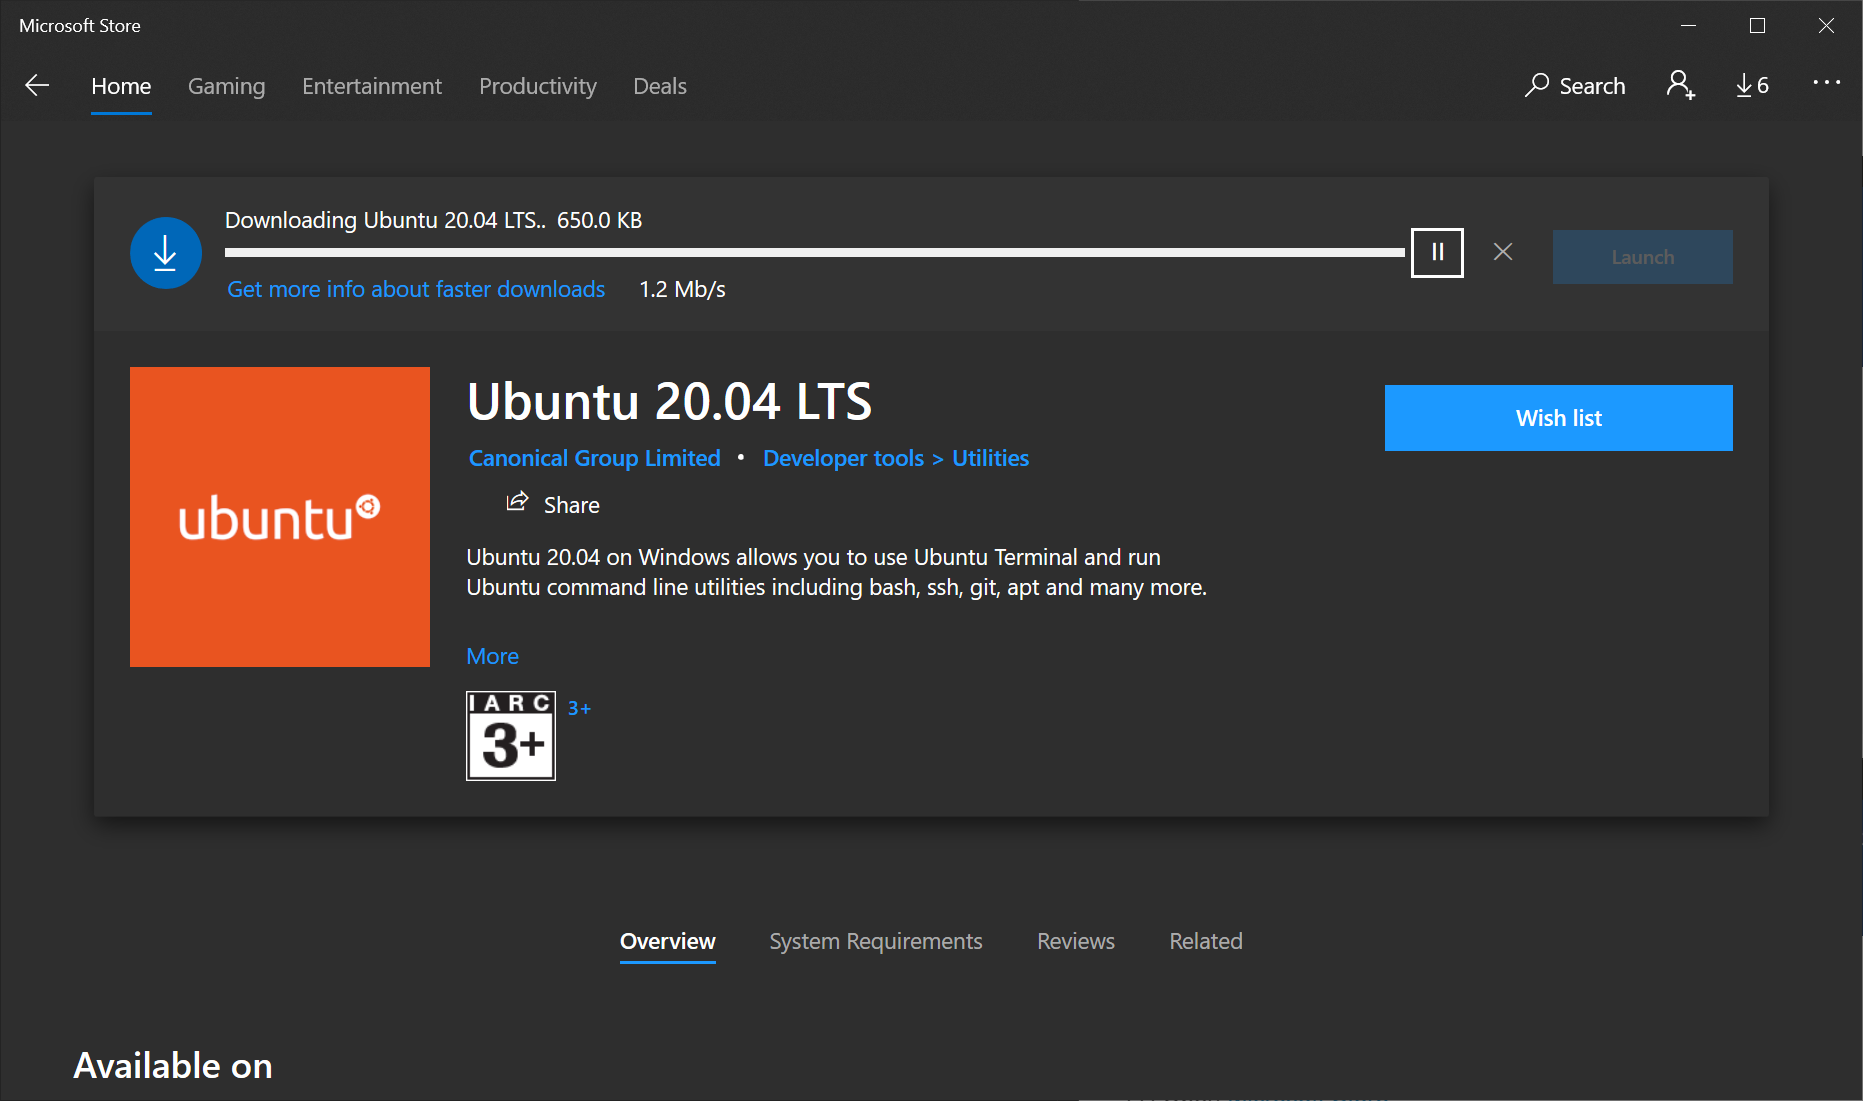 Microsoft Store
Home Gaming Entertainment Productivity Deals Search 6
Downloading Ubuntu 20.04 LTS.. 650.0 KB
Launch
Get more info about faster downloads 1.2 Mb/s
Ubuntu 20.04 LTS
Wish list
Canonical Group Limited • Developer tools > Utilities
Share
ubuntu
Ubuntu 20.04 on Windows allows you to use Ubuntu Terminal and run
Ubuntu command line utilities including bash, ssh, git, apt and many more.
More
IARC
3+
3+
Overview System Requirements Reviews Related
Available on